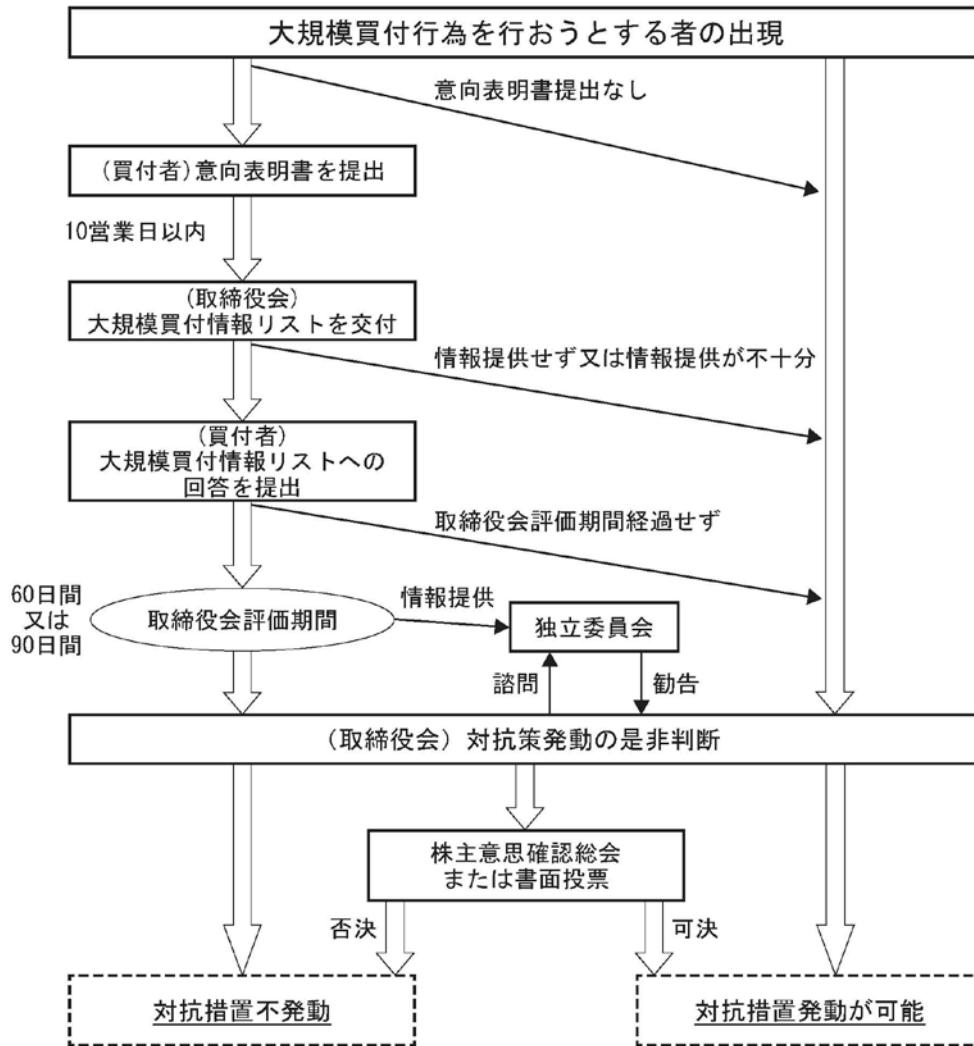 大規模買付行為を行おうとする者の出現
意向表明書提出なし
(買付者)意向表明書を提出
10営業日以内
(取締役会)
大規模買付情報リストを交付
情報提供せず又は情報提供が不十分
(買付者)
大規模買付情報リストへの
回答を提出
取締役会評価期間経過せず
60日間
又は
90日間
取締役会評価期間
情報提供
独立委員会
諮問
勧告
(取締役会)対抗策発動の是非判断
株主意思確認総会
または書面投票
否決
可決
対抗措置不発動
対抗措置発動が可能